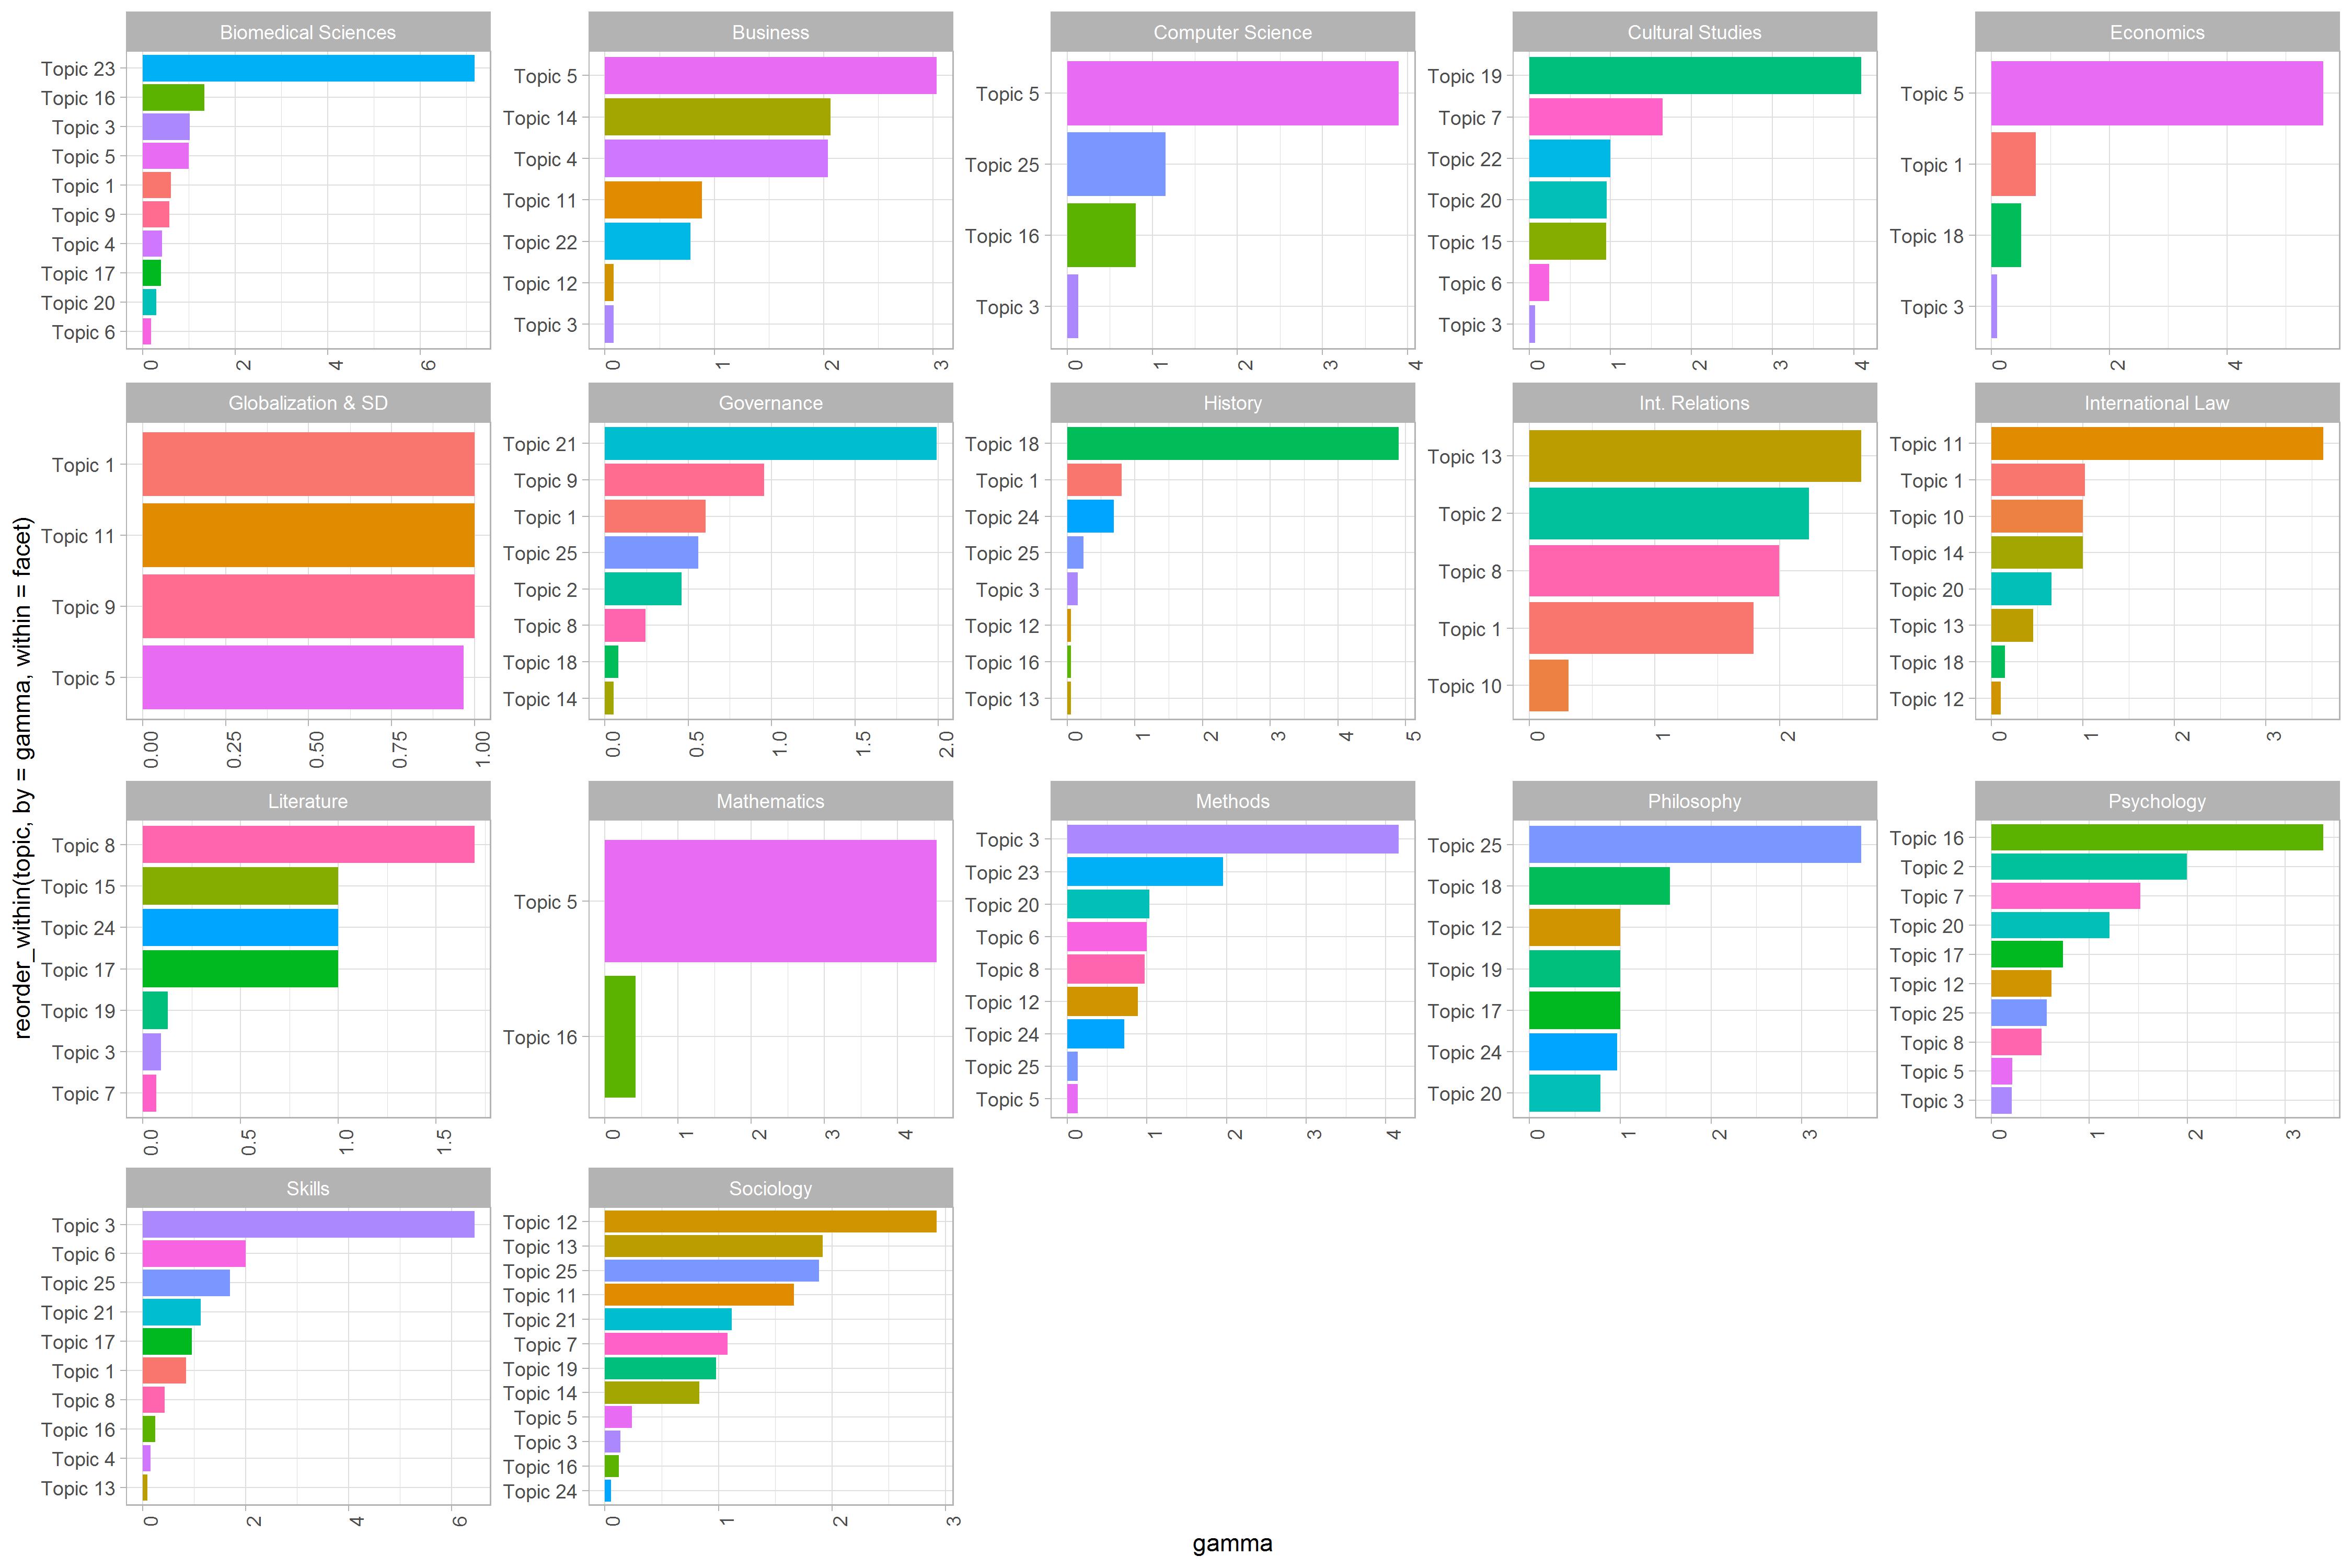 Biomedical Sciences
Topic 23
Topic 16
Topic 3
Topic 5
Topic 1
Topic 9
Topic 4
Topic 17
Topic 20
Topic 6
0 2 4 6
Business
Topic 5
Topic 14
Topic 4
Topic 11
Topic 22
Topic 12
Topic 3
0 1 2 3
Computer Science
Topic 5
Topic 25
Topic 16
Topic 3
0 1 2 3 4
Cultural Studies
Topic 19
Topic 7
Topic 22
Topic 20
Topic 15
Topic 6
Topic 3
0 1 2 3 4
Economics
Topic 5
Topic 1
Topic 18
Topic 3
0 2 4
Globalization & SD
Topic 1
Topic 11
Topic 9
Topic 5
0.00 0.25 0.50 0.75 1.00
Governance
Topic 21
Topic 9
Topic 1
Topic 25
Topic 2
Topic 8
Topic 18
Topic 14
0.0 0.5 1.0 1.5 2.0
History
Topic 18
Topic 1
Topic 24
Topic 25
Topic 3
Topic 12
Topic 16
Topic 13
0 1 2 3 4 5
Int. Relations
Topic 13
Topic 2
Topic 8
Topic 1
Topic 10
0 1 2
International Law
Topic 11
Topic 1
Topic 10
Topic 14
Topic 20
Topic 13
Topic 18
Topic 12
0 1 2 3
Literature
Topic 8
Topic 15
Topic 24
Topic 17
Topic 19
Topic 3
Topic 7
0.0 0.5 1.0 1.5
Mathematics
Topic 5
Topic 16
0 1 2 3 4
Methods
Topic 3
Topic 23
Topic 20
Topic 6
Topic 8
Topic 12
Topic 24
Topic 25
Topic 5
0 1 2 3 4
Philosophy
Topic 25
Topic 18
Topic 12
Topic 19
Topic 17
Topic 24
Topic 20
0 1 2 3
Psychology
Topic 16
Topic 2
Topic 7
Topic 20
Topic 17
Topic 12
Topic 25
Topic 8
Topic 5
Topic 3
0 1 2 3
Skills
Topic 3
Topic 6
Topic 25
Topic 21
Topic 17
Topic 1
Topic 8
Topic 16
Topic 4
Topic 13
0 2 4 6
Sociology
Topic 12
Topic 13
Topic 25
Topic 11
Topic 21
Topic 7
Topic 19
Topic 14
Topic 5
Topic 3
Topic 16
Topic 24
0 1 2 3
reorder_within(topic, by = gamma, within = facet)
gamma